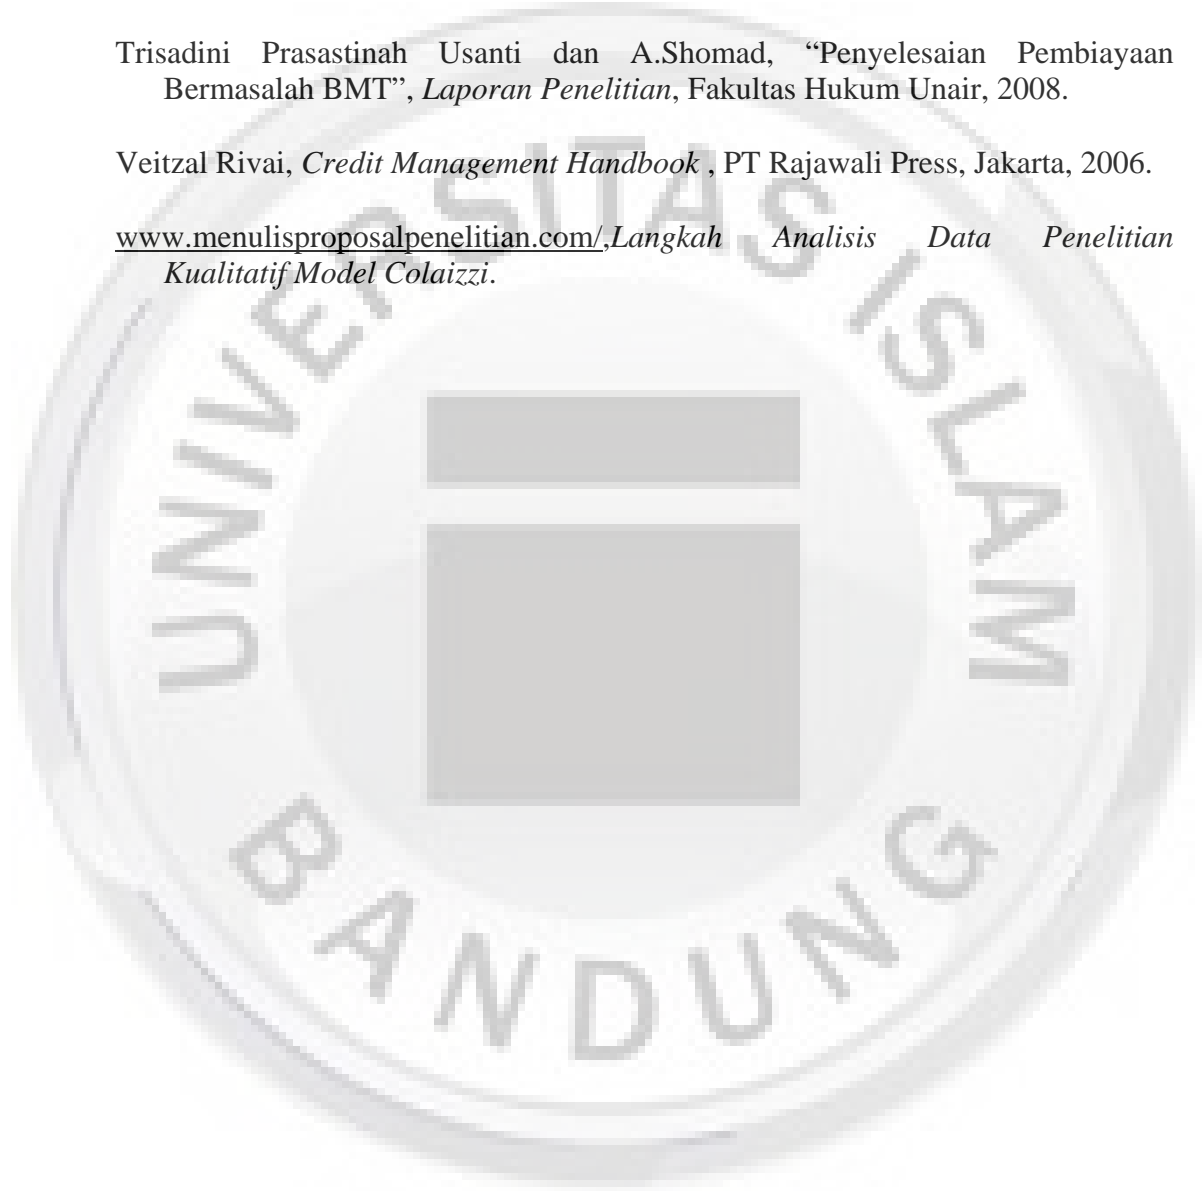 Trisadini Prasastinah Usanti dan A.Shomad, “Penyelesaian Pembiayaan
Bermasalah BMT”, Laporan Penelitian, Fakultas Hukum Unair, 2008.
Veitzal Rivai, Credit Management Handbook , PT Rajawali Press, Jakarta, 2006.
www.menulisproposalpenelitian.com/,Langkah Analisis Data Penelitian
Kualitatif Model Colaizzi.
UNIVERSITAS ISLAM
BANDUNG